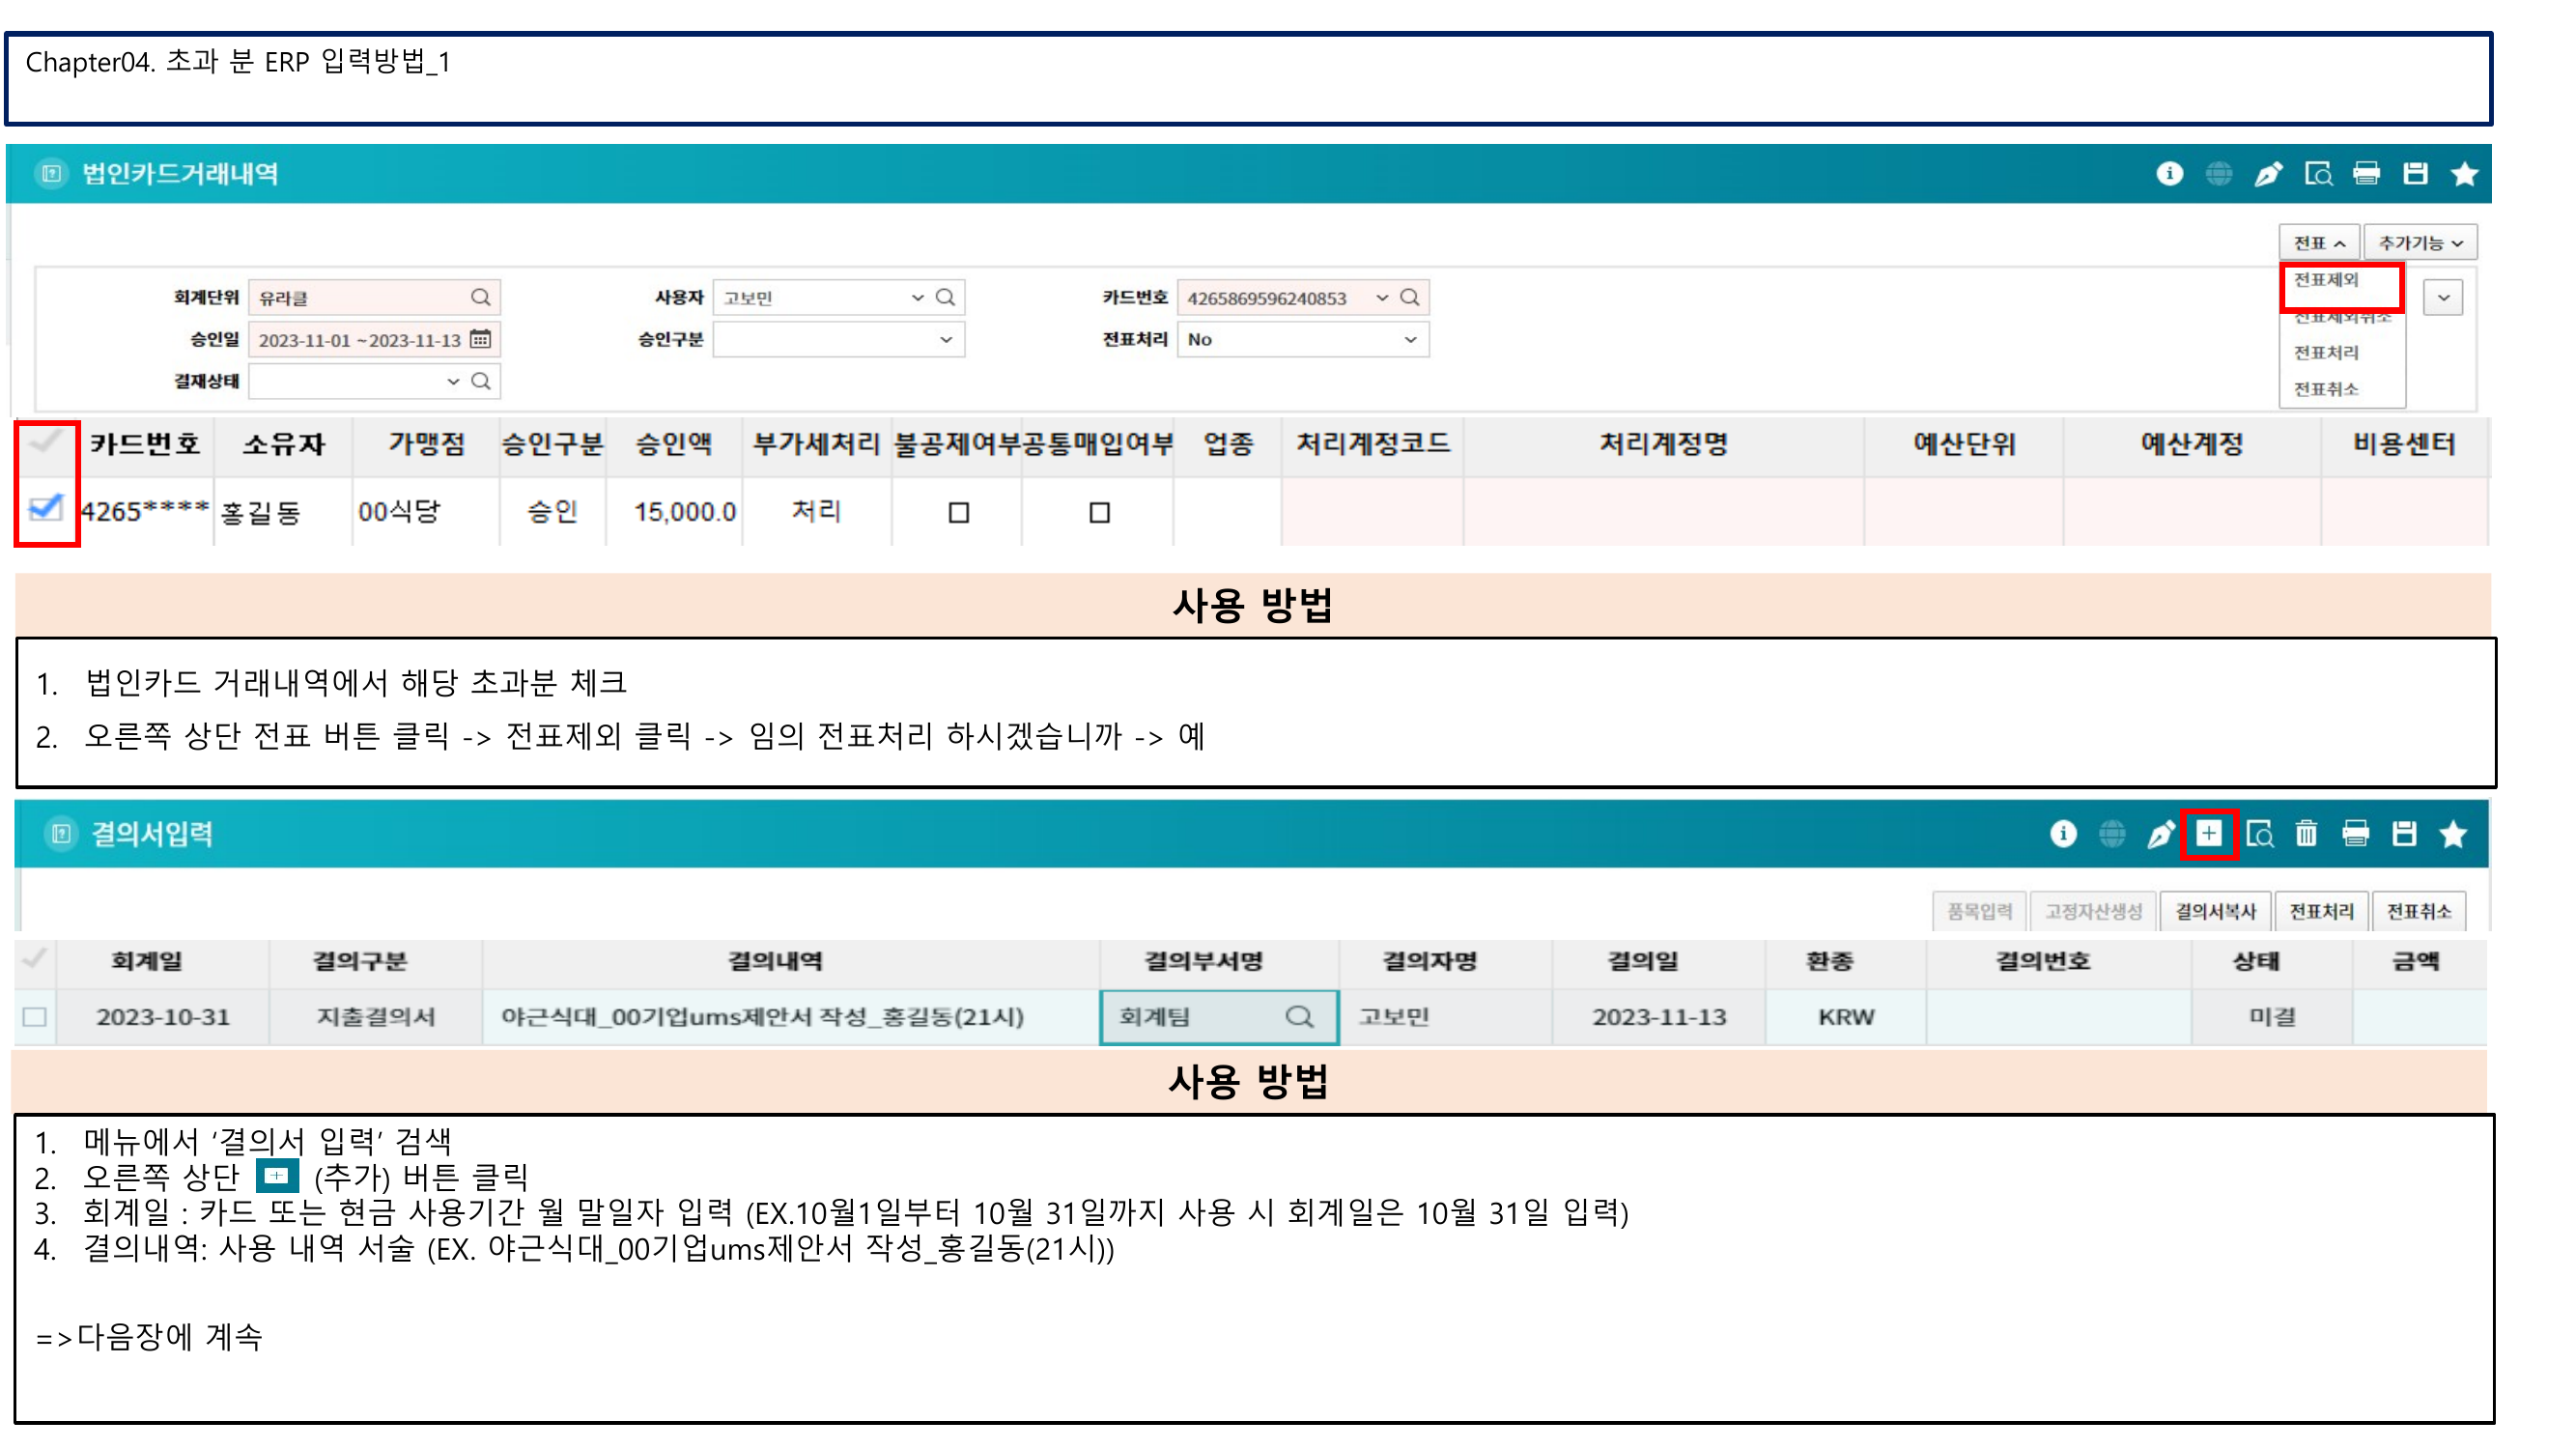 Chapter04. 초과 분 ERP 입력방법_1
법인카드거래내역
전표 추가기능
회계단위 유라클 사용자 고보민 카드번호 4265869596240853 전표제외
승인일 2023-11-01 ~2023-11-13 승인구분 전표처리 No 전표제외취소
전표처리
결재상태 전표취소
카드번호 소유자 가맹점 승인구분 승인액 부가세처리 불공제여부 공통매입여부 업종 처리계정코드 처리계정명 예산단위 예산계정 비용센터
4265**** 홍길동 00식당 승인 15,000.0 처리
사용 방법
1. 법인카드 거래내역에서 해당 초과분 체크
2. 오른쪽 상단 전표 버튼 클릭 -> 전표제외 클릭 -> 임의 전표처리 하시겠습니까 -> 예
결의서입력
품목입력 고정자산생성 결의서복사 전표처리 전표취소
회계일 결의구분 결의내역 결의부서명 결의자명 결의일 환종 결의번호 상태 금액
2023-10-31 지출결의서 야근식대_00기업ums제안서 작성_홍길동(21시) 회계팀 고보민 2023-11-13 KRW 미결
사용 방법
1. 메뉴에서 ‘결의서 입력’ 검색
2. 오른쪽 상단 + (추가) 버튼 클릭
3. 회계일 : 카드 또는 현금 사용기간 월 말일자 입력 (EX.10월1일부터 10월 31일까지 사용 시 회계일은 10월 31일 입력)
4. 결의내역: 사용 내역 서술 (EX. 야근식대_00기업ums제안서 작성_홍길동(21시))
=>다음장에 계속